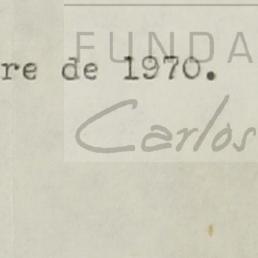 FUNDA
re de 1970.
Carlos